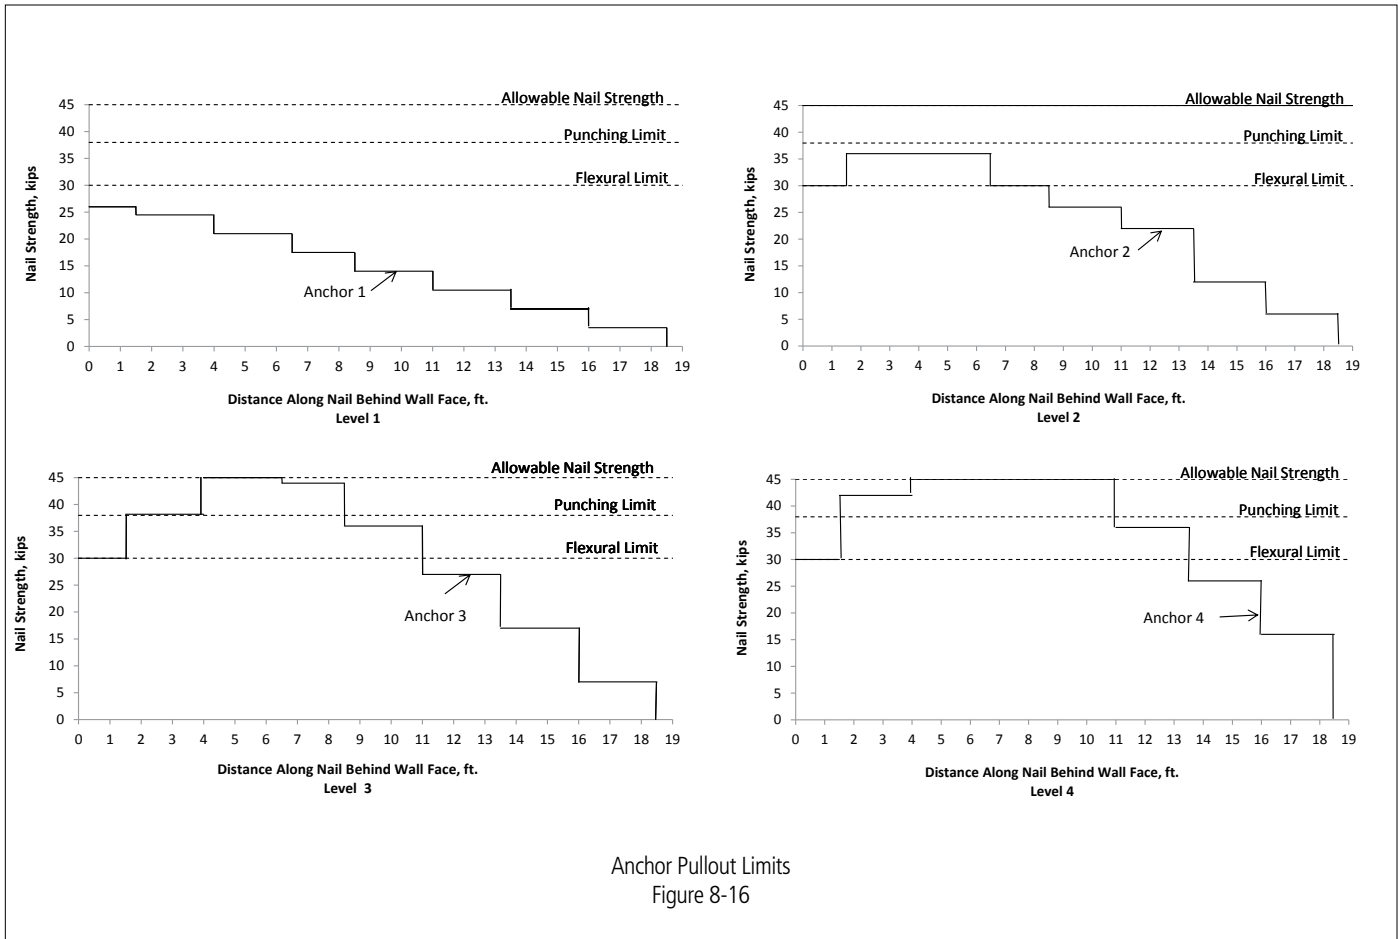 Allowable Nail Strength
Punching Limit
Flexural Limit
Anchor 1
Nail Strength, kips
45
40
35
30
25
20
15
10
5
0
0 1 2 3 4 5 6 7 8 9 10 11 12 13 14 15 16 17 18 19
Distance Along Nail Behind Wall Face, ft.
Level 1
Allowable Nail Strength
Punching Limit
Flexural Limit
Anchor 2
Nail Strength, kips
45
40
35
30
25
20
15
10
5
0
0 1 2 3 4 5 6 7 8 9 10 11 12 13 14 15 16 17 18 19
Distance Along Nail Behind Wall Face, ft.
Level 2
Allowable Nail Strength
Punching Limit
Flexural Limit
Anchor 3
Nail Strength, kips
45
40
35
30
25
20
15
10
5
0
0 1 2 3 4 5 6 7 8 9 10 11 12 13 14 15 16 17 18 19
Distance Along Nail Behind Wall Face, ft.
Level 3
Allowable Nail Strength
Punching Limit
Flexural Limit
Anchor 4
Nail Strength, kips
45
40
35
30
25
20
15
10
5
0
0 1 2 3 4 5 6 7 8 9 10 11 12 13 14 15 16 17 18 19
Distance Along Nail Behind Wall Face, ft.
Level 4
Anchor Pullout Limits
Figure 8-16